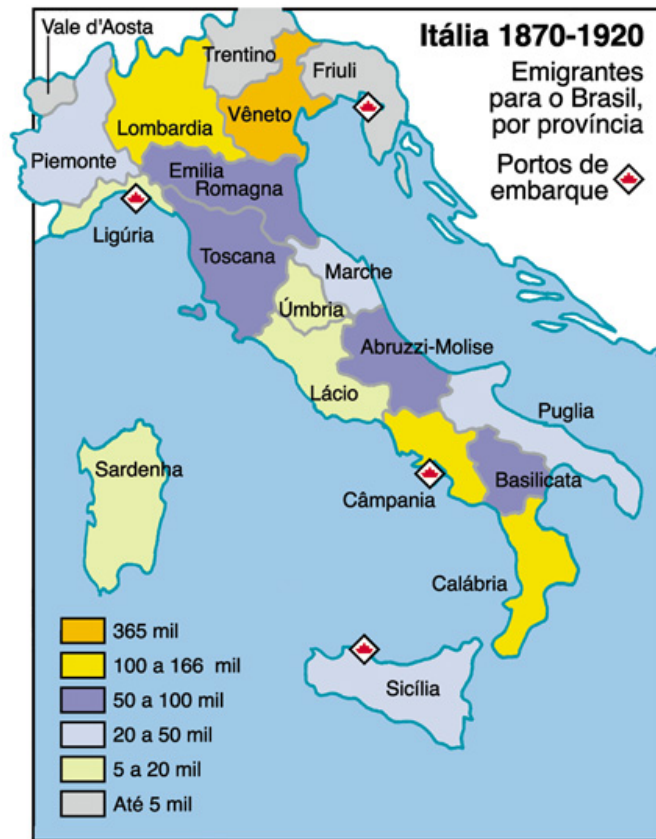 Vale d'Aosta
Itália 1870-1920
Emigrantes
para o Brasil,
por província
Portos de
embarque
Trentino
Friuli
Vêneto
Lombardia
Piemonte
Emilia
Romagna
Ligúria
Toscana
Marche
Úmbria
Abruzzi-Molise
Lácio
Puglia
Sardenha
Basilicata
Câmpania
Calábria
Sicília
365 mil
100 a 166 mil
50 a 100 mil
20 a 50 mil
5 a 20 mil
Até 5 mil